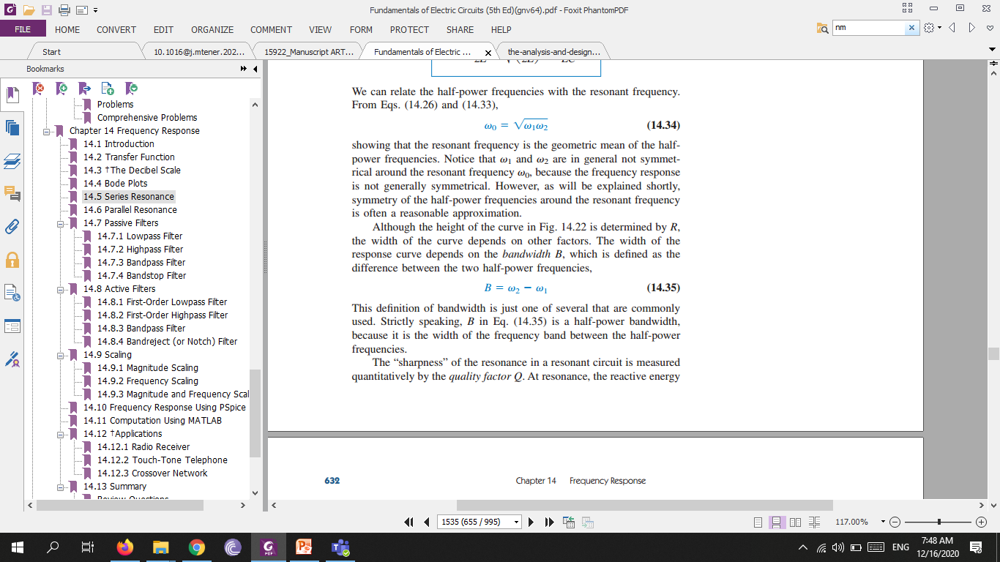 Fundamentals of Electric Circuits (5th Ed)(gnv64).pdf - Foxit PhantomPDF
FILE HOME CONVERT EDIT ORGANIZE COMMENT VIEW FORM PROTECT SHARE HELP
nm
Start
10.1016@j.mtener.202...
15922_Manuscript ART...
Fundamentals of Electric ...
the-analysis-and-design...
Bookmarks
Problems
Comprehensive Problems
Chapter 14 Frequency Response
14.1 Introduction
14.2 Transfer Function
14.3 †The Decibel Scale
14.4 Bode Plots
14.5 Series Resonance
14.6 Parallel Resonance
14.7 Passive Filters
14.7.1 Lowpass Filter
14.7.2 Highpass Filter
14.7.3 Bandpass Filter
14.7.4 Bandstop Filter
14.8 Active Filters
14.8.1 First-Order Lowpass Filter
14.8.2 First-Order Highpass Filter
14.8.3 Bandpass Filter
14.8.4 Bandreject (or Notch) Filter
14.9 Scaling
14.9.1 Magnitude Scaling
14.9.2 Frequency Scaling
14.9.3 Magnitude and Frequency Scal
14.10 Frequency Response Using PSpice
14.11 Computation Using MATLAB
14.12 †Applications
14.12.1 Radio Receiver
14.12.2 Touch-Tone Telephone
14.12.3 Crossover Network
14.13 Summary
Review Questions
We can relate the half-power frequencies with the resonant frequency.
From Eqs. (14.26) and (14.33),
ω₀ = √ω₁ω₂ (14.34)
showing that the resonant frequency is the geometric mean of the half-
power frequencies. Notice that ω₁ and ω₂ are in general not symmet-
rical around the resonant frequency ω₀, because the frequency response
is not generally symmetrical. However, as will be explained shortly,
symmetry of the half-power frequencies around the resonant frequency
is often a reasonable approximation.
Although the height of the curve in Fig. 14.22 is determined by R,
the width of the curve depends on other factors. The width of the
response curve depends on the bandwidth B, which is defined as the
difference between the two half-power frequencies,
B = ω₂ − ω₁ (14.35)
This definition of bandwidth is just one of several that are commonly
used. Strictly speaking, B in Eq. (14.35) is a half-power bandwidth,
because it is the width of the frequency band between the half-power
frequencies.
The “sharpness” of the resonance in a resonant circuit is measured
quantitatively by the quality factor Q. At resonance, the reactive energy
632 Chapter 14 Frequency Response
1535 (655 / 995)
117.00%
ENG
7:48 AM
12/16/2020